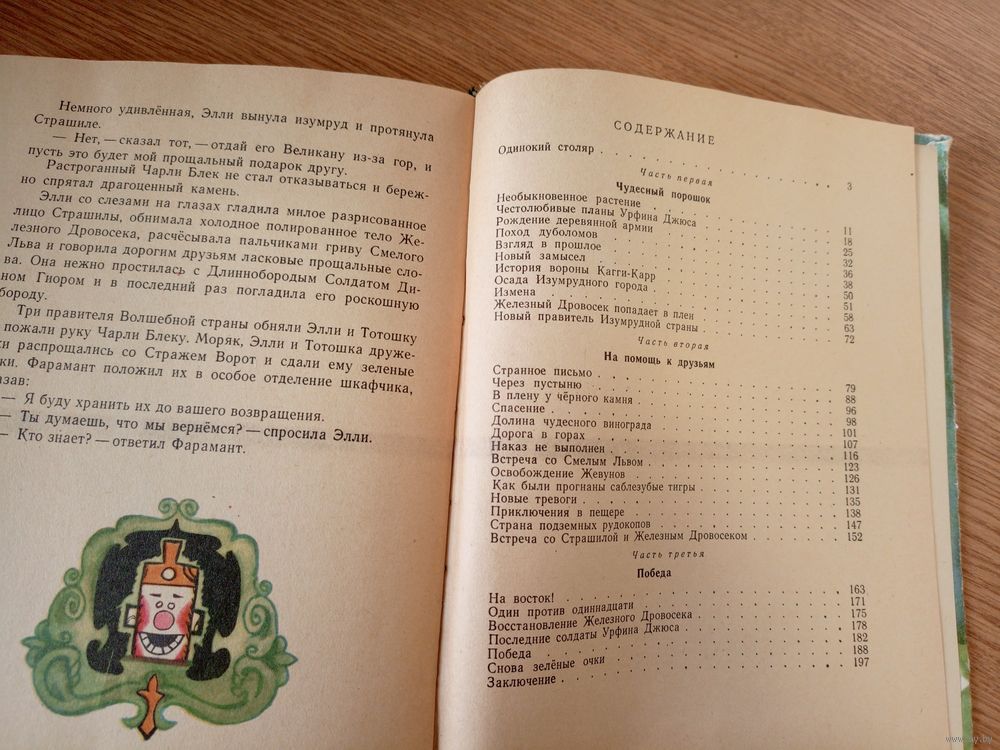 Немного удивлённая, Элли вынула изумруд и протянула
Страшиле.
— Нет, — сказал тот, — отдай его Великану из-за гор, и
пусть это будет мой прощальный подарок другу.
Растроганный Чарли Блек не стал отказываться и береж-
но спрятал драгоценный камень.
Элли со слезами на глазах гладила милое разрисованное
лицо Страшилы, обнимала холодное полированное тело Же-
лезного Дровосека, расчёсывала пальчиками гриву Смелого
Льва и говорила дорогим друзьям ласковые прощальные сло-
ва. Она нежно простилась с Длиннобородым Солдатом Ди-
ном Гиором и в последний раз погладила его роскошную
бороду.
Три правителя Волшебной страны обняли Элли и Тотошку
пожали руку Чарли Блеку. Моряк, Элли и Тотошка друже-
ки распрощались со Стражем Ворот и сдали ему зелёные
ки. Фарамант положил их в особое отделение шкафчика,
азав:
— Я буду хранить их до вашего возвращения.
— Ты думаешь, что мы вернёмся? — спросила Элли.
— Кто знает? — ответил Фарамант.
СОДЕРЖАНИЕ
Одинокий столяр . . . . . . . . . . 3
Часть первая
Чудесный порошок
Необыкновенное растение . . . . . . . . 11
Честолюбивые планы Урфина Джюса . . . . . . 18
Рождение деревянной армии . . . . . . . . 25
Поход дуболомов . . . . . . . . . . 32
Взгляд в прошлое . . . . . . . . . . 36
Новый замысел . . . . . . . . . . 38
История вороны Кагги-Карр . . . . . . . . 50
Осада Изумрудного города . . . . . . . . 51
Измена . . . . . . . . . . 58
Железный Дровосек попадает в плен . . . . . . 63
Новый правитель Изумрудной страны . . . . . . 72
Часть вторая
На помощь к друзьям
Странное письмо . . . . . . . . . . 79
Через пустыню . . . . . . . . . . 88
В плену у чёрного камня . . . . . . . . 96
Спасение . . . . . . . . . . 98
Долина чудесного винограда . . . . . . . . 101
Дорога в горах . . . . . . . . . . 107
Наказ не выполнен . . . . . . . . . . 116
Встреча со Смелым Львом . . . . . . . . 123
Освобождение Жевунов . . . . . . . . 126
Как были прогнаны саблезубые тигры . . . . . . 131
Новые тревоги . . . . . . . . . . 135
Приключения в пещере . . . . . . . . 138
Страна подземных рудокопов . . . . . . . . 147
Встреча со Страшилой и Железным Дровосеком . . . . 152
Часть третья
Победа
На восток! . . . . . . . . . . 163
Один против одиннадцати . . . . . . . . 171
Восстановление Железного Дровосека . . . . . . 175
Последние солдаты Урфина Джюса . . . . . . 178
Победа . . . . . . . . . . 182
Снова зелёные очки . . . . . . . . . . 188
Заключение . . . . . . . . . . 197